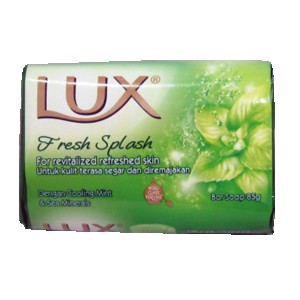 LUX®
Fresh Splash
For revitalized refreshed skin
Untuk kulit terasa segar dan diremajakan
Dengan Cooling Mint
& Sea Minerals
Bar Soap 85g
LUX